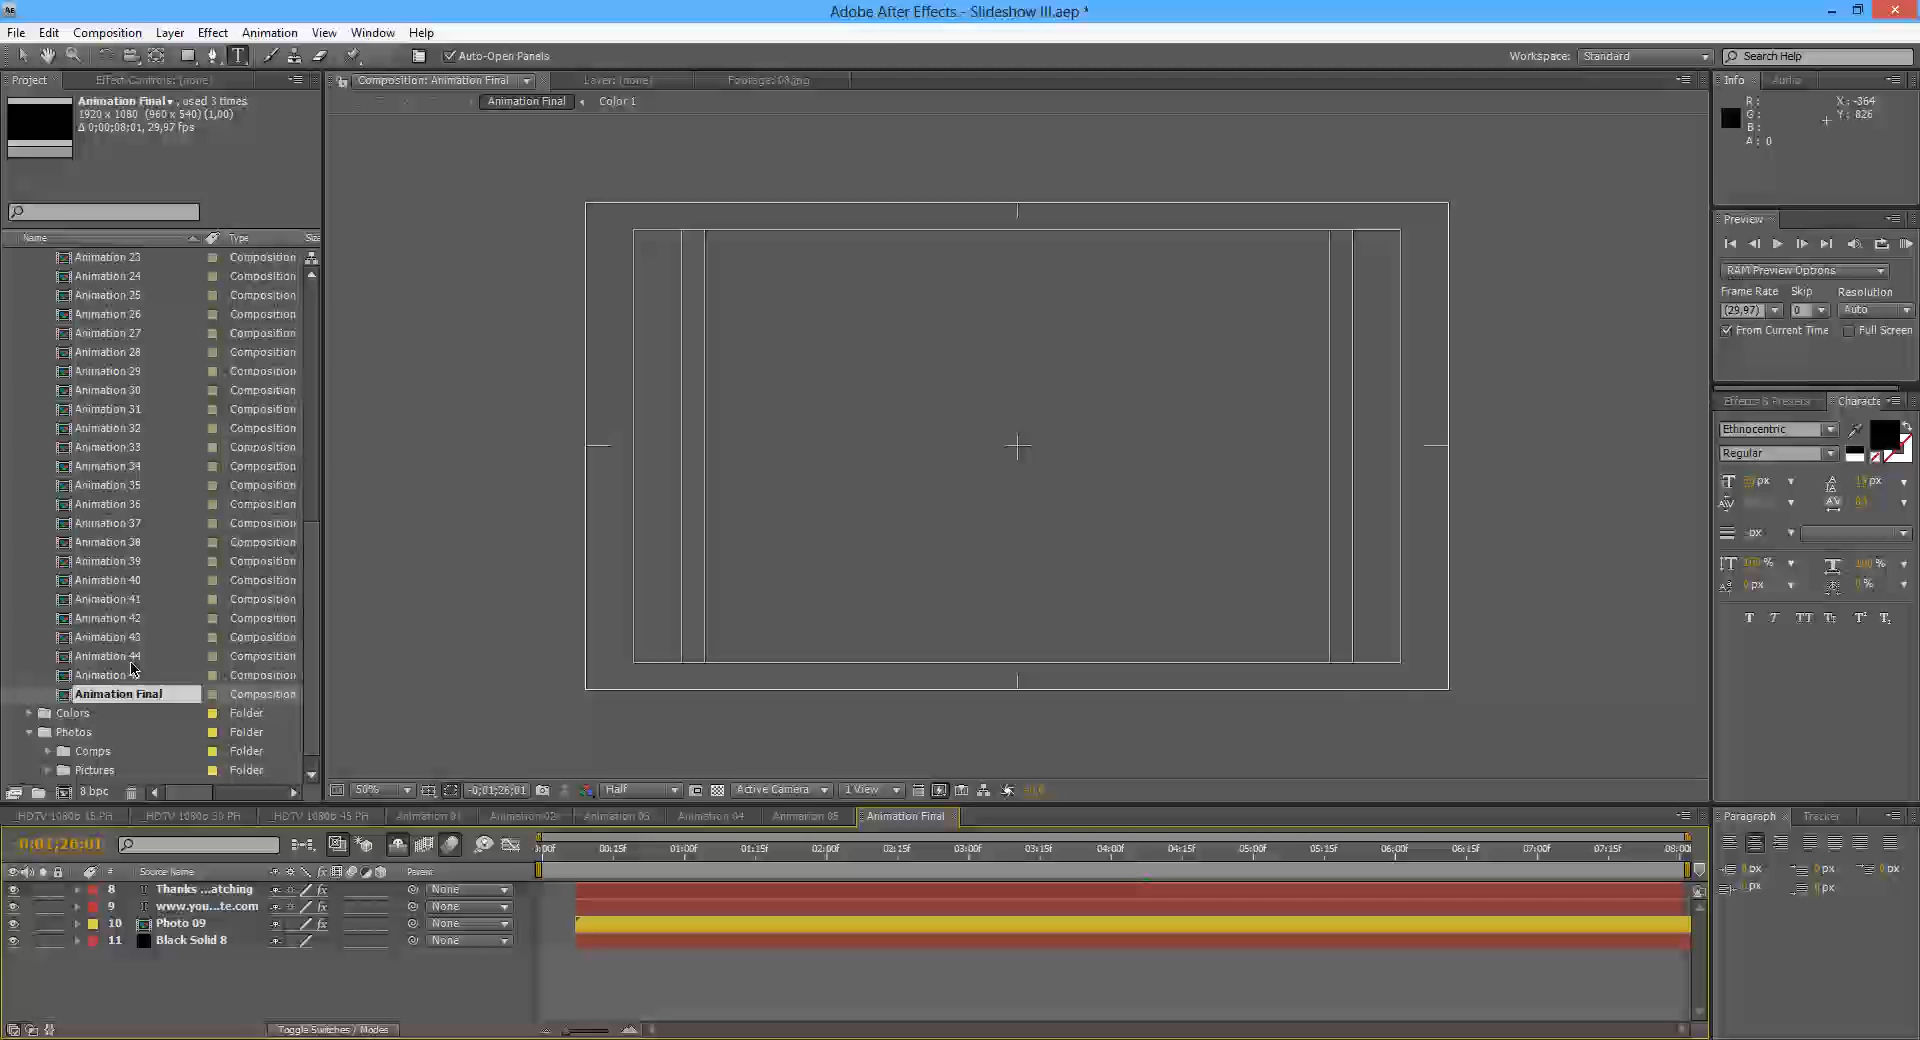 Adobe After Effects - Slideshow III.aep *
File Edit Composition Layer Effect Animation View Window Help
Auto-Open Panels
Workspace: Standard
Search Help
Project Effect Controls: (none)
Composition: Animation Final Layer: (none) Footage: 08.jpg
Info Audio
Animation Final , used 3 times
1920 x 1080 (960 x 540) (1,00)
Δ 0;00;08;01, 29,97 fps
Animation Final Color 1
R :
G :
B :
A : 0
X : -364
Y : 826
Name Type Size
Animation 23 Composition
Animation 24 Composition
Animation 25 Composition
Animation 26 Composition
Animation 27 Composition
Animation 28 Composition
Animation 29 Composition
Animation 30 Composition
Animation 31 Composition
Animation 32 Composition
Animation 33 Composition
Animation 34 Composition
Animation 35 Composition
Animation 36 Composition
Animation 37 Composition
Animation 38 Composition
Animation 39 Composition
Animation 40 Composition
Animation 41 Composition
Animation 42 Composition
Animation 43 Composition
Animation 44 Composition
Animation Composition
Animation Final Composition
Colors Folder
Photos Folder
Comps Folder
Pictures Folder
8 bpc
50% -0;01;26;01 Half Active Camera 1 View
Preview
RAM Preview Options
Frame Rate Skip Resolution
(29,97) 0 Auto
From Current Time Full Screen
Effects & Presets Characte
Ethnocentric
Regular
px px
px
100 % 100 %
0 px 0 %
HDTV 1080p 15 PH HDTV 1080p 30 PH HDTV 1080p 45 PH Animation 01 Animation 02 Animation 03 Animation 04 Animation 05 Animation Final
-0;01;26;01
:00f 00:15f 01:00f 01:15f 02:00f 02:15f 03:00f 03:15f 04:00f 04:15f 05:00f 05:15f 06:00f 06:15f 07:00f 07:15f 08:00
# Source Name Parent
8 Thanks ...atching None
9 www.you...te.com None
10 Photo 09 None
11 Black Solid 8 None
Toggle Switches / Modes
Paragraph Tracker
0 px 0 px 0 px
0 px 0 px